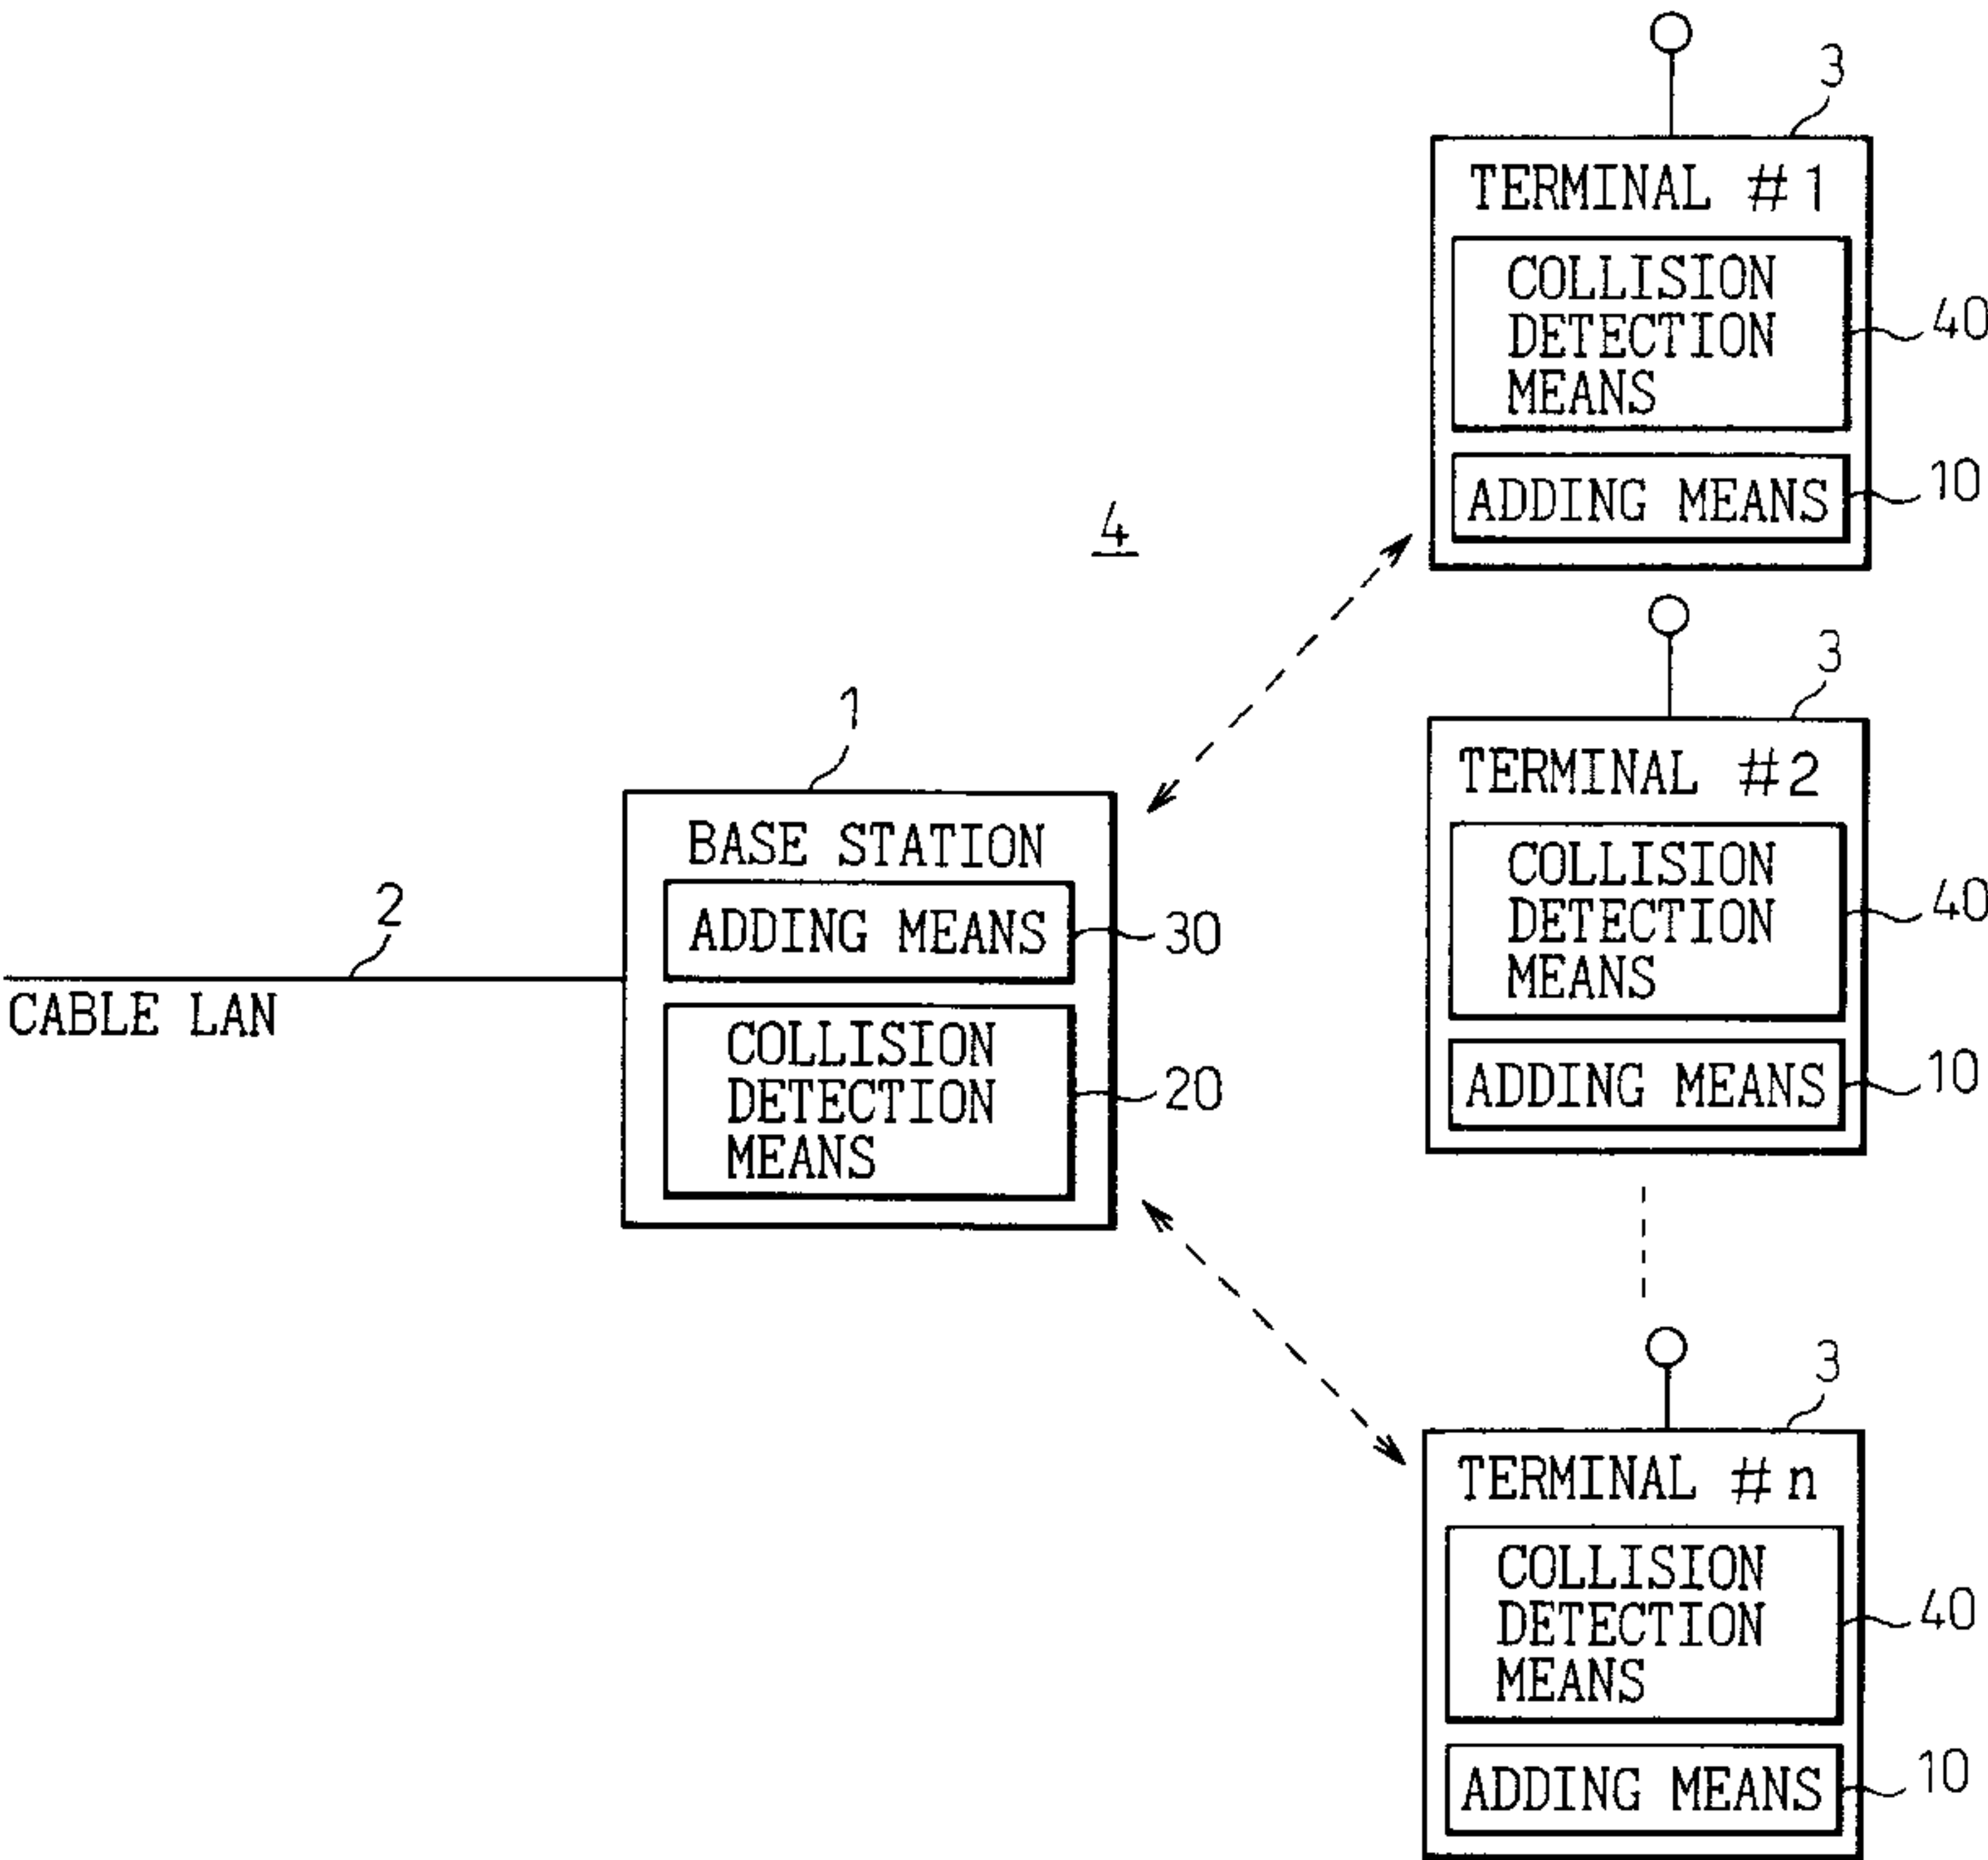 3
TERMINAL #1
COLLISION
DETECTION
MEANS
40
ADDING MEANS
10
4
3
TERMINAL #2
COLLISION
DETECTION
MEANS
40
ADDING MEANS
10
1
BASE STATION
ADDING MEANS
30
COLLISION
DETECTION
MEANS
20
2
CABLE LAN
3
TERMINAL #n
COLLISION
DETECTION
MEANS
40
ADDING MEANS
10